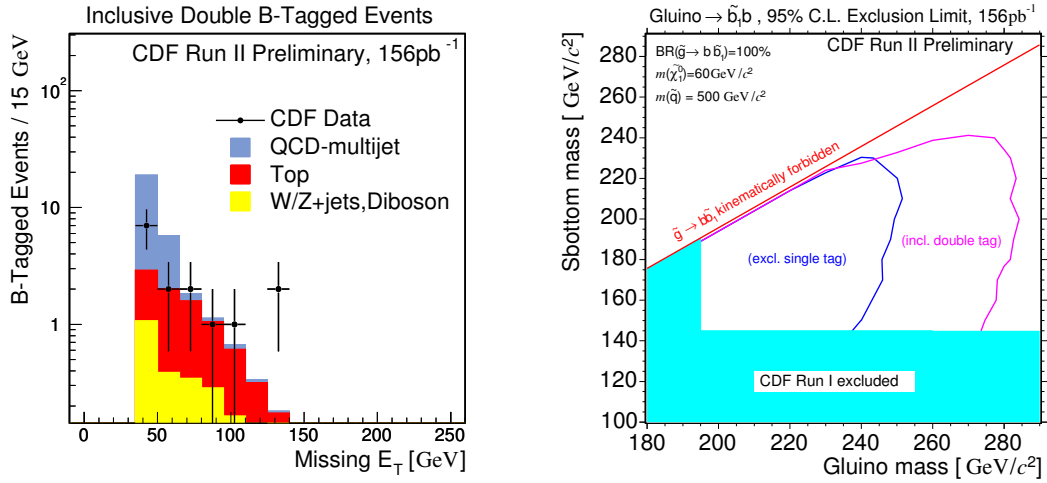 Inclusive Double B-Tagged Events
CDF Run II Preliminary, 156pb⁻¹
B-Tagged Events / 15 GeV
10²
10
1
CDF Data
QCD-multijet
Top
W/Z+jets,Diboson
0 50 100 150 200 250
Missing E_T [GeV]
Gluino → b̃₁b , 95% C.L. Exclusion Limit, 156pb⁻¹
CDF Run II Preliminary
BR(g̃→ b b̃₁)=100%
m(χ̃₁⁰)=60GeV/c²
m(q̃) = 500 GeV/c²
Sbottom mass [ GeV/c²]
280
260
240
220
200
180
160
140
120
100
g̃ → bb̃₁ kinematically forbidden
(excl. single tag)
(incl. double tag)
CDF Run I excluded
180 200 220 240 260 280
Gluino mass [ GeV/c²]